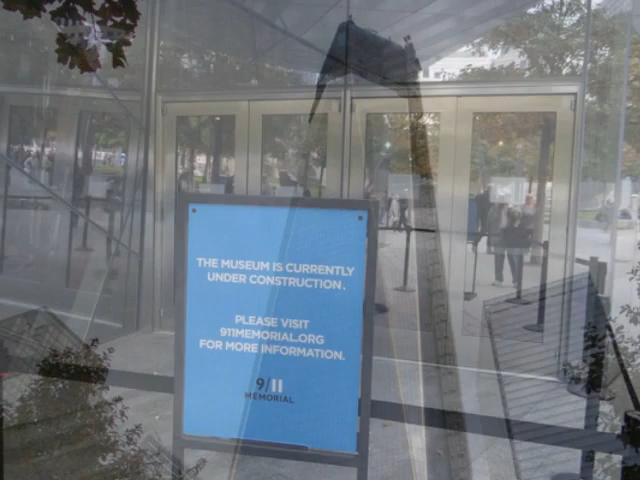 THE MUSEUM IS CURRENTLY
UNDER CONSTRUCTION.
PLEASE VISIT
911MEMORIAL.ORG
FOR MORE INFORMATION.
9/11
MEMORIAL